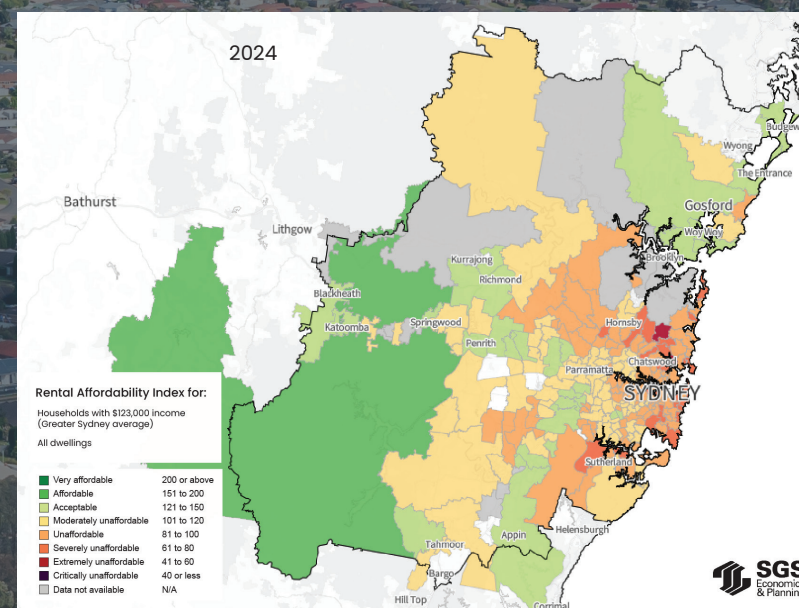 2024
Bathurst
Lithgow
Wyong
Budgew
The Entrance
Gosford
Woy Woy
Brooklyn
Kurrajong
Richmond
Blackheath
Katoomba
Springwood
Hornsby
Penrith
Parramatta
Chatswood
SYDNEY
Sutherland
Helensburgh
Appin
Tahmoor
Bargo
Hill Top
Corrimal
Rental Affordability Index for:
Households with $123,000 income
(Greater Sydney average)
All dwellings
Very affordable 200 or above
Affordable 151 to 200
Acceptable 121 to 150
Moderately unaffordable 101 to 120
Unaffordable 81 to 100
Severely unaffordable 61 to 80
Extremely unaffordable 41 to 60
Critically unaffordable 40 or less
Data not available N/A
SGS
Economic
& Plannin